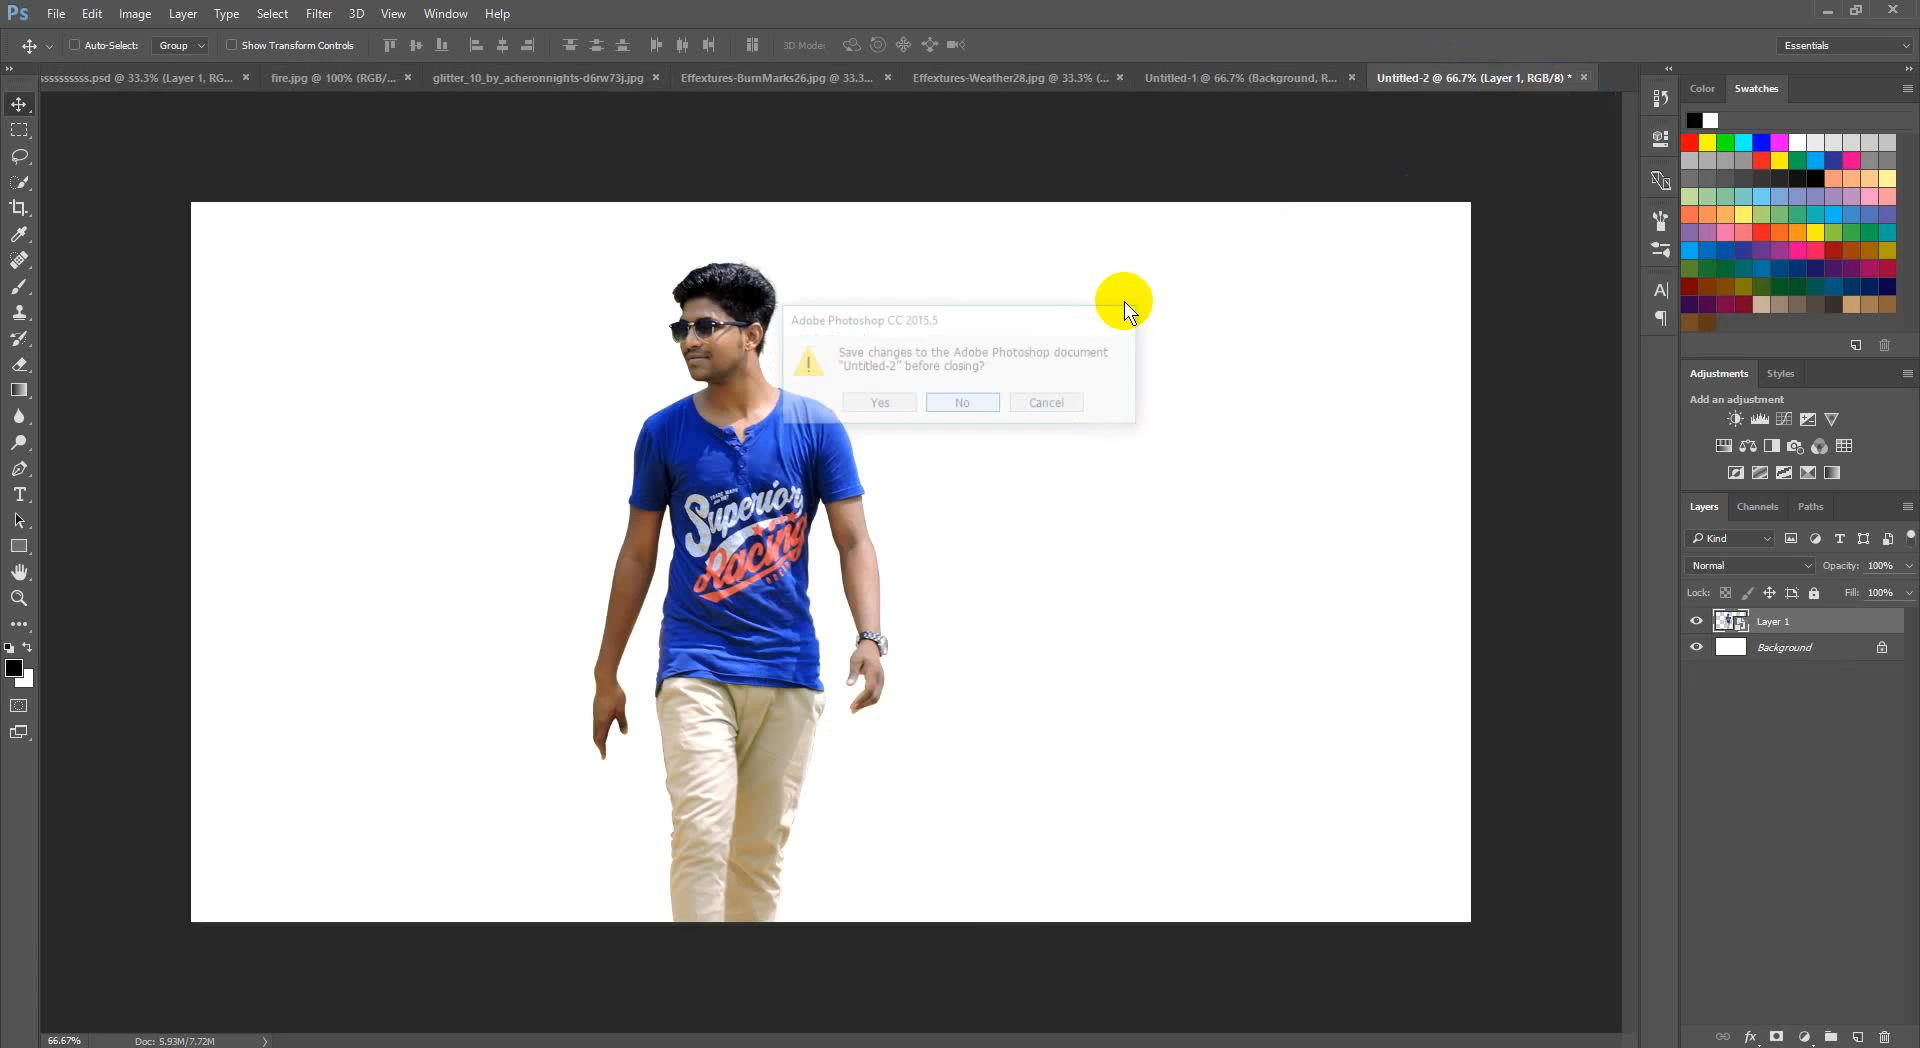 Ps File Edit Image Layer Type Select Filter 3D View Window Help
Auto-Select: Group Show Transform Controls 3D Mode: Essentials
ssssssssss.psd @ 33.3% (Layer 1, RG... × fire.jpg @ 100% (RGB/... × glitter_10_by_acheronnights-d6rw73j.jpg × Effextures-BurnMarks26.jpg @ 33.3... × Effextures-Weather28.jpg @ 33.3% (... × Untitled-1 @ 66.7% (Background, R... × Untitled-2 @ 66.7% (Layer 1, RGB/8) * ×
Color Swatches
Adobe Photoshop CC 2015.5
Save changes to the Adobe Photoshop document
"Untitled-2" before closing?
Yes No Cancel
TRADE MARK
Superior
Racing
Adjustments Styles
Add an adjustment
Layers Channels Paths
Kind
Normal Opacity: 100%
Lock: Fill: 100%
Layer 1
Background
fx
66.67% Doc: 5.93M/7.72M